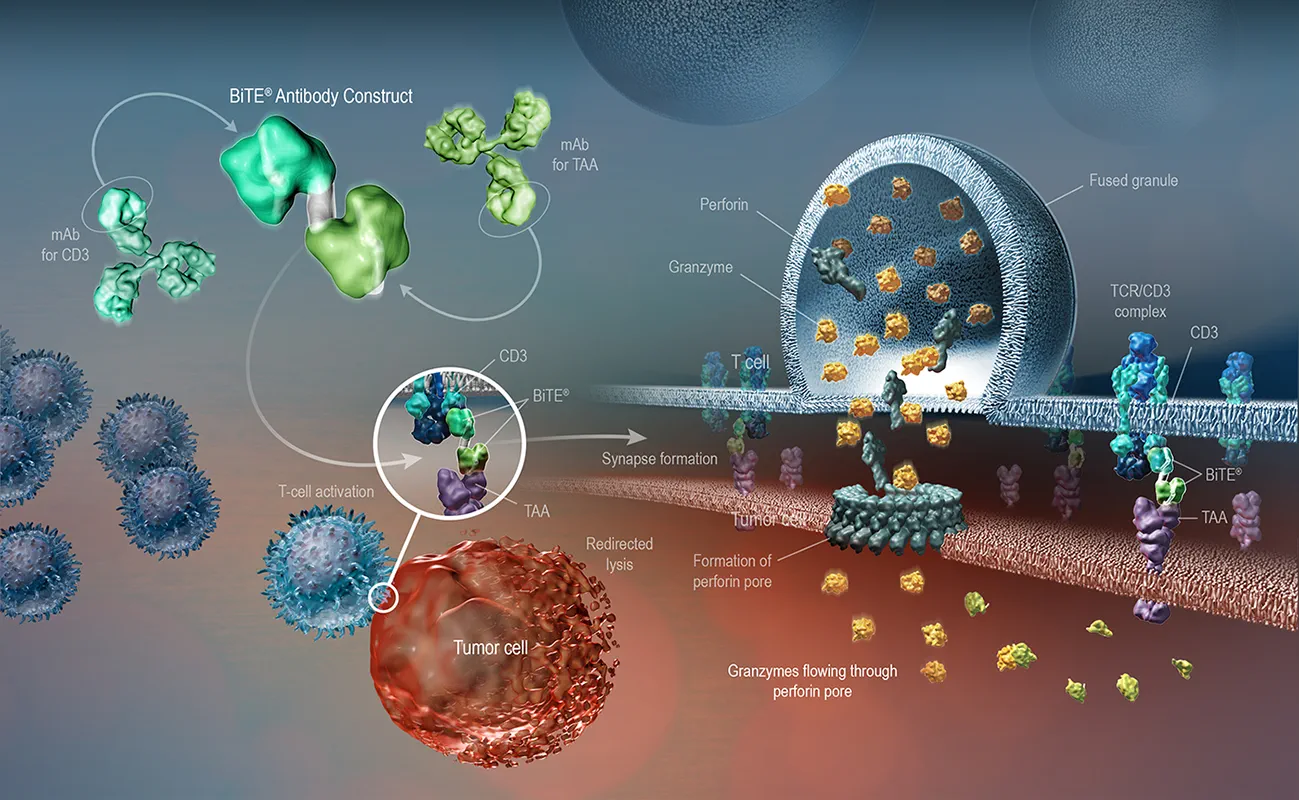 BiTE® Antibody Construct
mAb
for TAA
mAb
for CD3
Perforin
Granzyme
Fused granule
TCR/CD3
complex
CD3
T cell
CD3
BiTE®
Synapse formation
T-cell activation
TAA
BiTE®
TAA
Tumor cell
Redirected
lysis
Formation of
perforin pore
Tumor cell
Granzymes flowing through
perforin pore